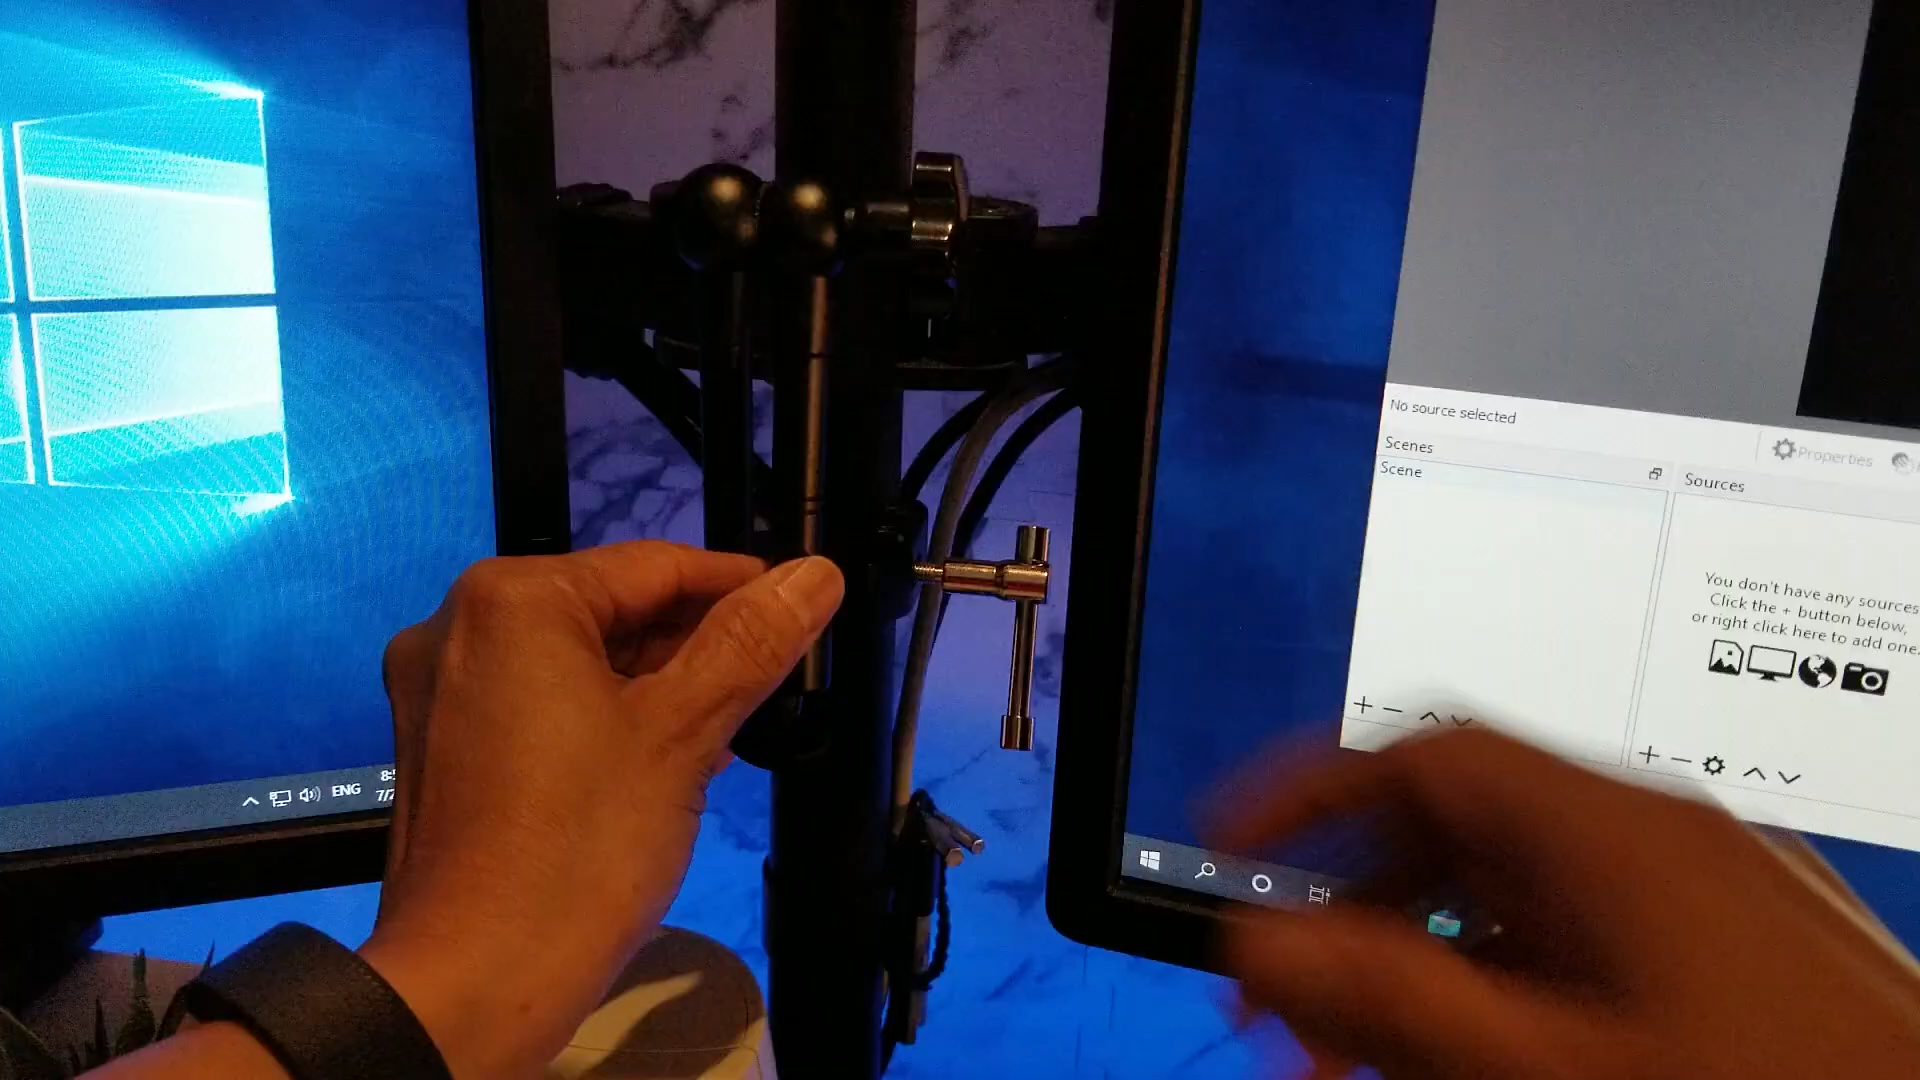 ENG
No source selected
Properties
Scenes
Scene
Sources
You don't have any sources
Click the + button below,
or right click here to add one.